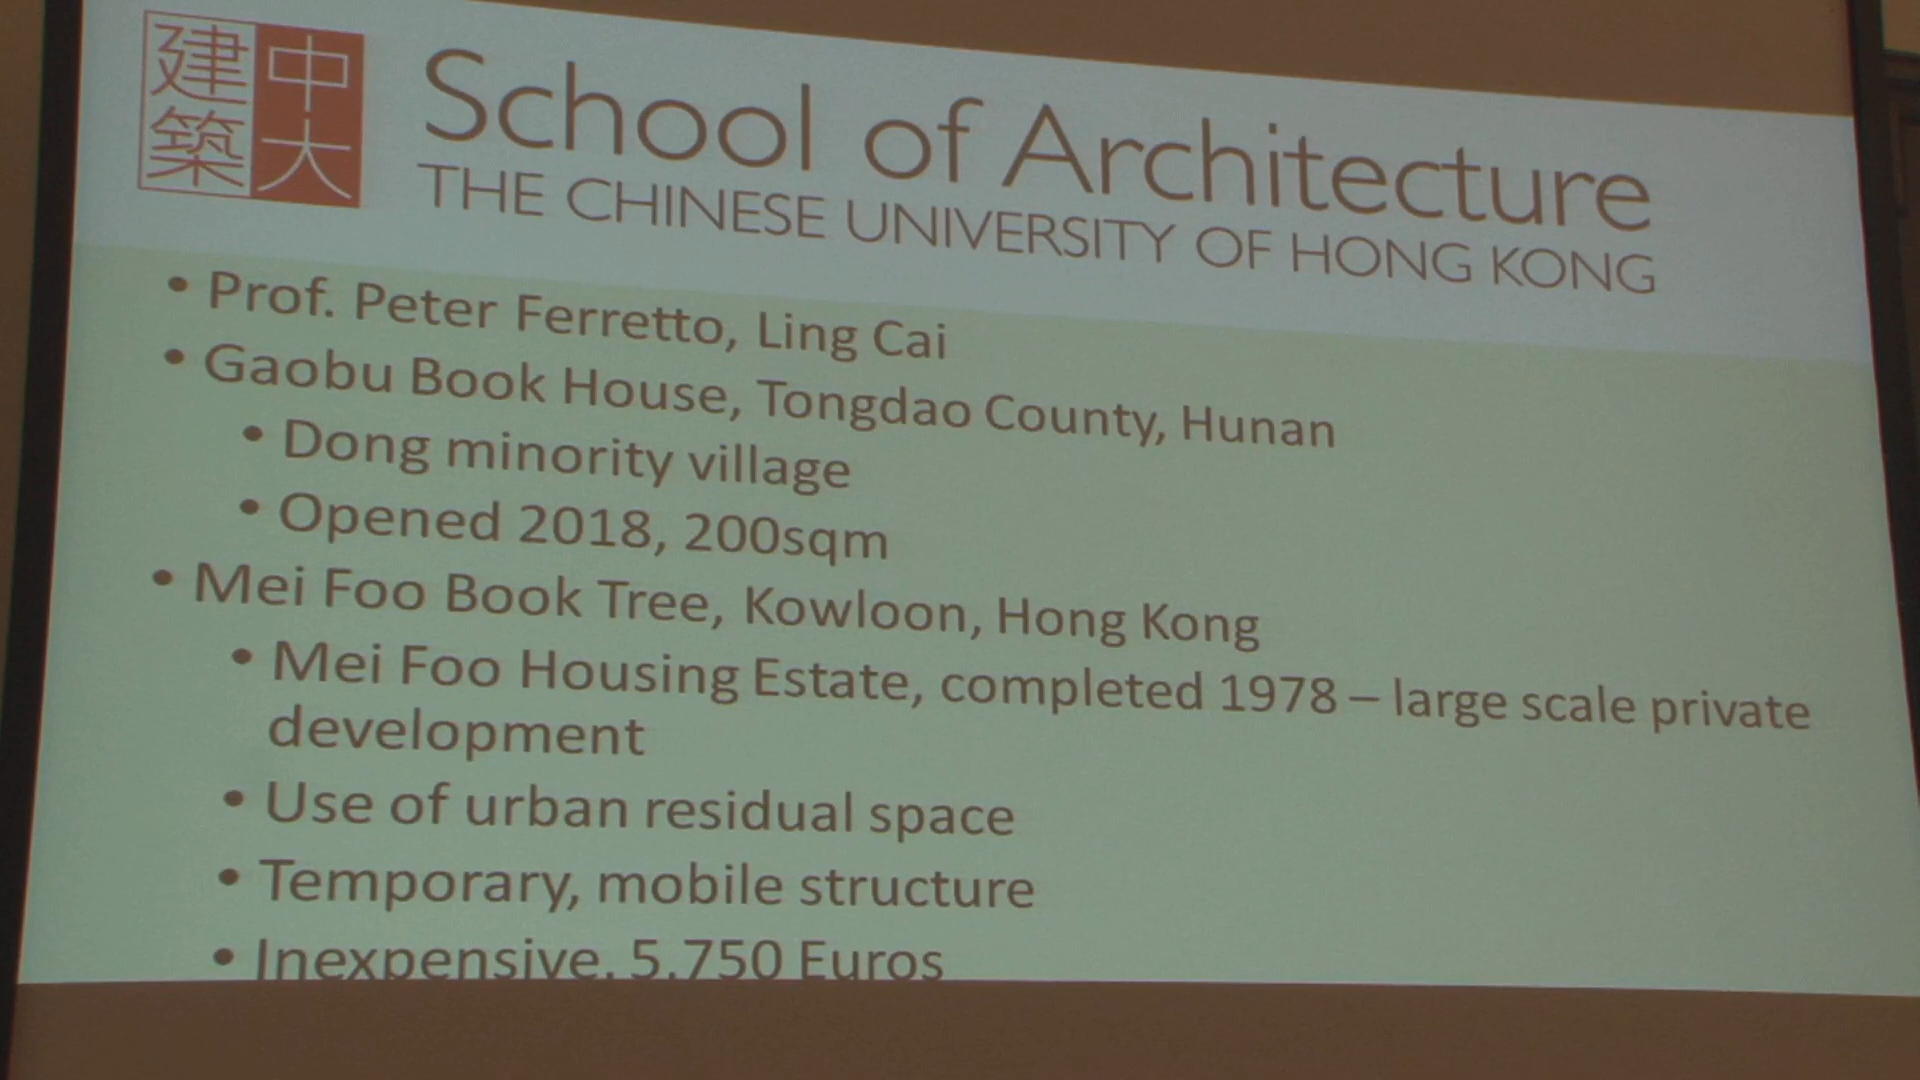 建築
中大
School of Architecture
THE CHINESE UNIVERSITY OF HONG KONG
• Prof. Peter Ferretto, Ling Cai
• Gaobu Book House, Tongdao County, Hunan
• Dong minority village
• Opened 2018, 200sqm
• Mei Foo Book Tree, Kowloon, Hong Kong
• Mei Foo Housing Estate, completed 1978 – large scale private
development
• Use of urban residual space
• Temporary, mobile structure
• Inexpensive, 5,750 Euros